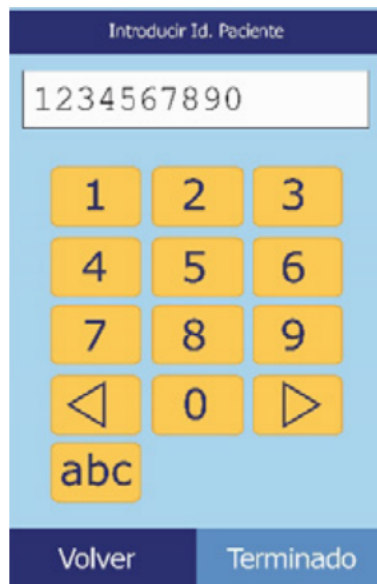 Introducir Id. Paciente
1234567890
1 2 3
4 5 6
7 8 9
0
abc
Volver Terminado